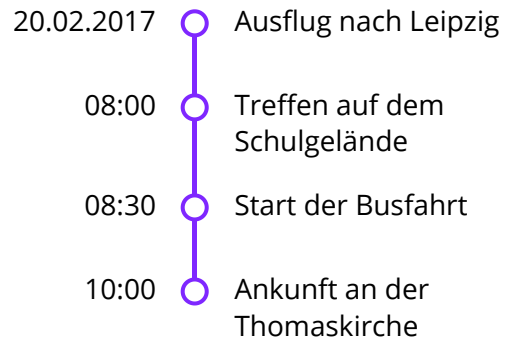 20.02.2017 Ausflug nach Leipzig
08:00 Treffen auf dem
Schulgelände
08:30 Start der Busfahrt
10:00 Ankunft an der
Thomaskirche